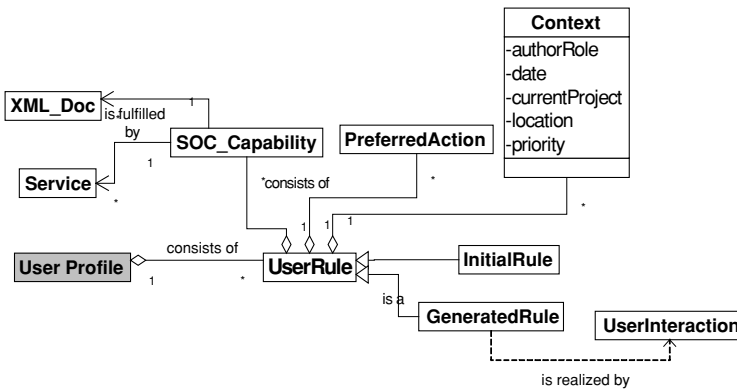 Context
-authorRole
-date
-currentProject
-location
-priority
XML_Doc
1
is fulfilled
by
SOC_Capability
PreferredAction
Service
1
*
*consists of
*
*
1
1
1
User Profile
consists of
1
*
UserRule
InitialRule
is a
GeneratedRule
UserInteraction
is realized by